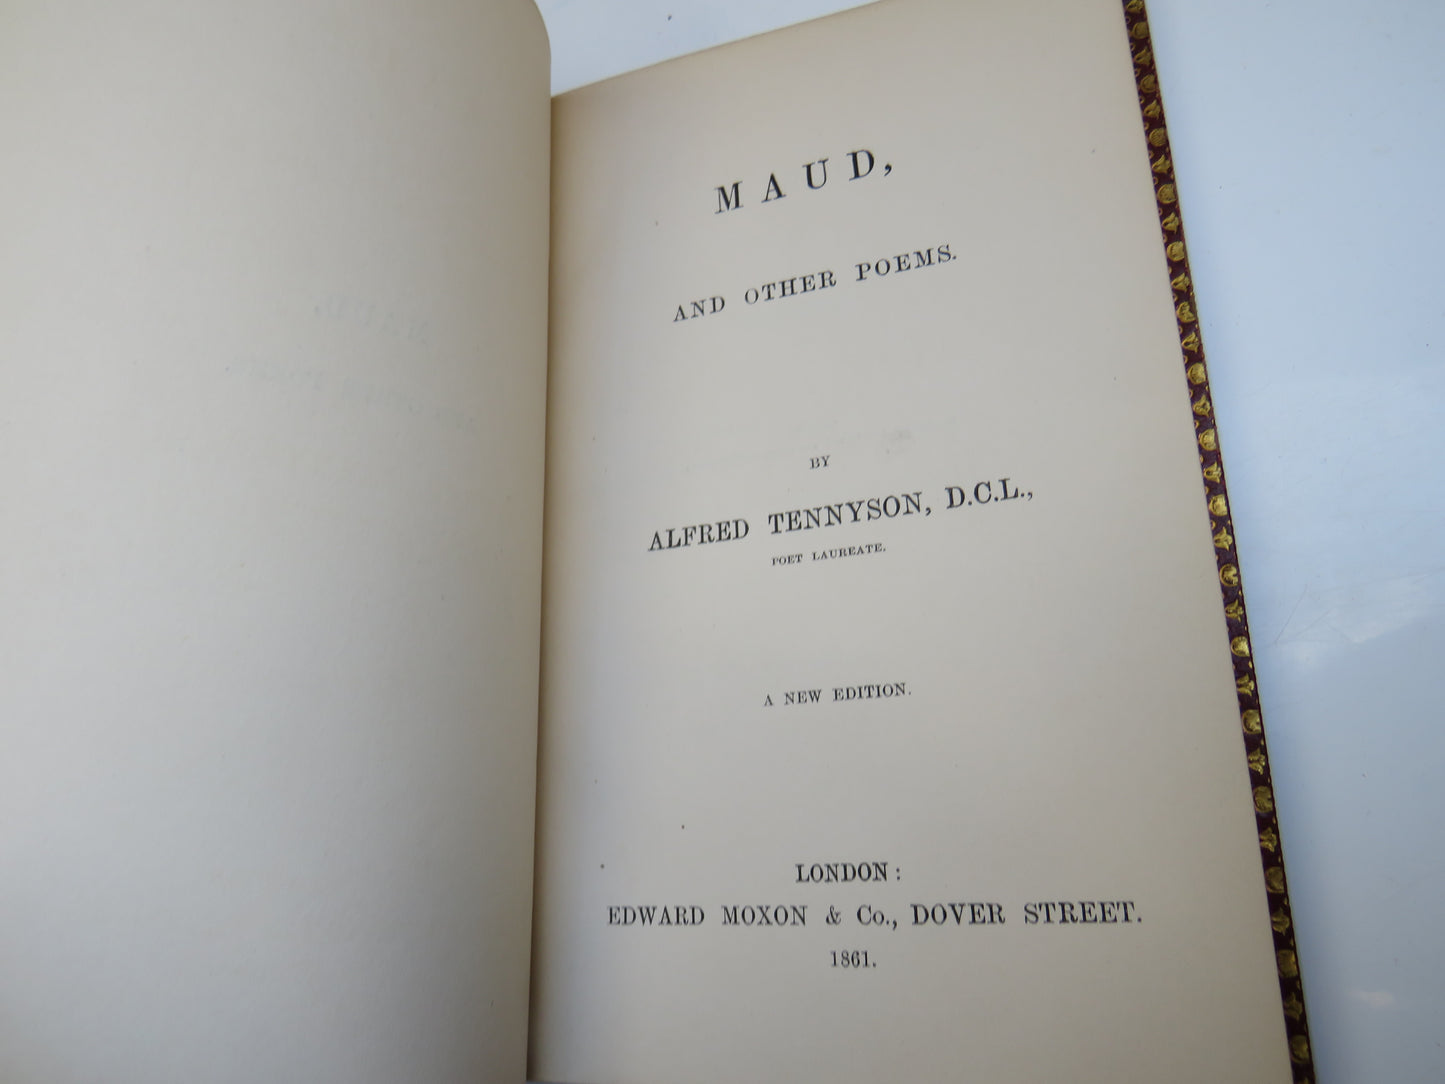 MAUD,
AND OTHER POEMS.
BY
ALFRED TENNYSON, D.C.L.,
POET LAUREATE.
A NEW EDITION.
LONDON:
EDWARD MOXON & Co., DOVER STREET.
1861.